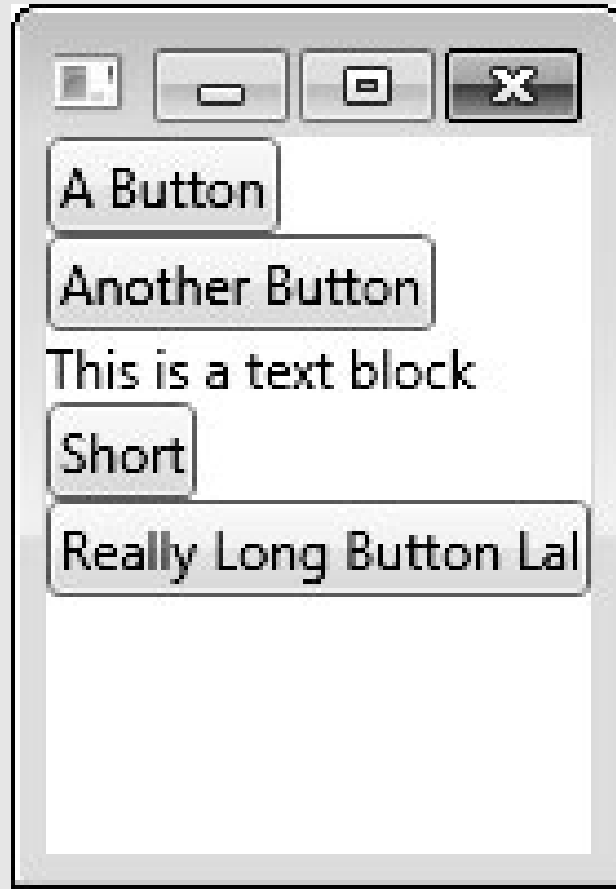 A Button
Another Button
This is a text block
Short
Really Long Button Lal